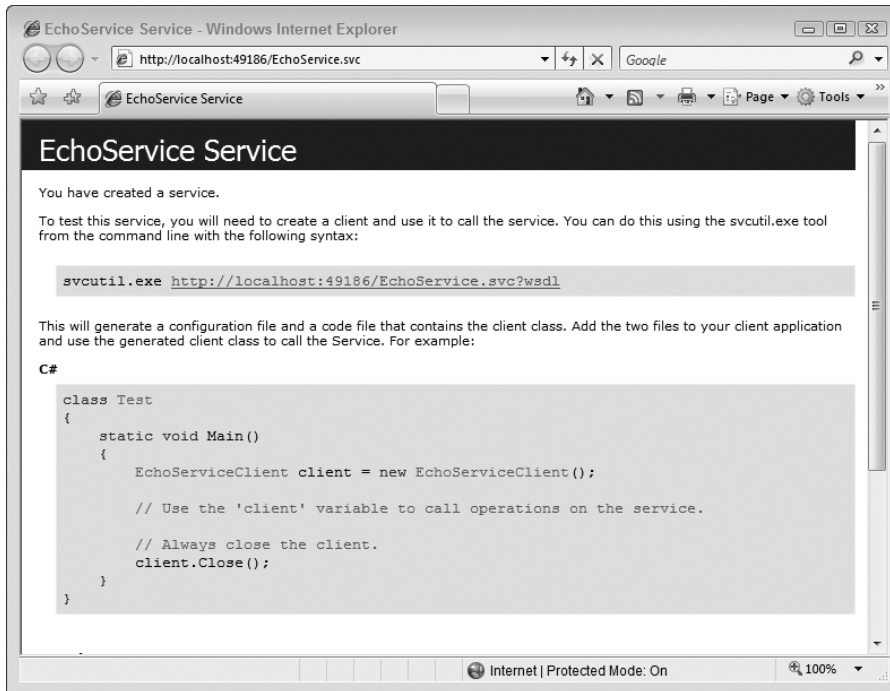 EchoService Service - Windows Internet Explorer
http://localhost:49186/EchoService.svc
Google
EchoService Service
Page
Tools
EchoService Service
You have created a service.
To test this service, you will need to create a client and use it to call the service. You can do this using the svcutil.exe tool
from the command line with the following syntax:
svcutil.exe http://localhost:49186/EchoService.svc?wsdl
This will generate a configuration file and a code file that contains the client class. Add the two files to your client application
and use the generated client class to call the Service. For example:
C#
class Test
{
    static void Main()
    {
        EchoServiceClient client = new EchoServiceClient();
        // Use the 'client' variable to call operations on the service.
        // Always close the client.
        client.Close();
    }
}
Internet | Protected Mode: On
100%